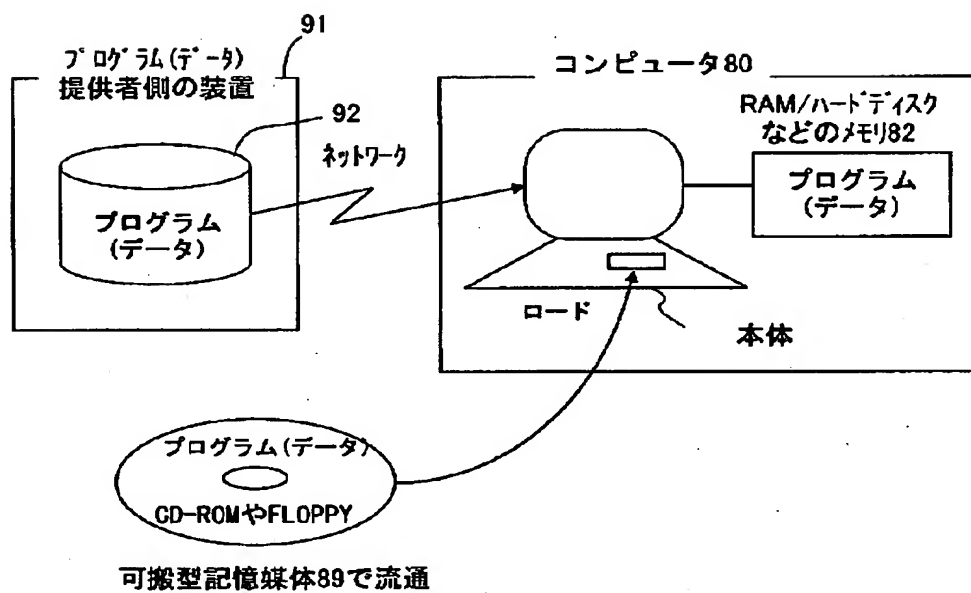 91
プログラム(データ)
提供者側の装置
92
プログラム
(データ)
ネットワーク
コンピュータ80
RAM/ハードディスク
などのメモリ82
プログラム
(データ)
ロード
本体
プログラム(データ)
CD-ROMやFLOPPY
可搬型記憶媒体89で流通